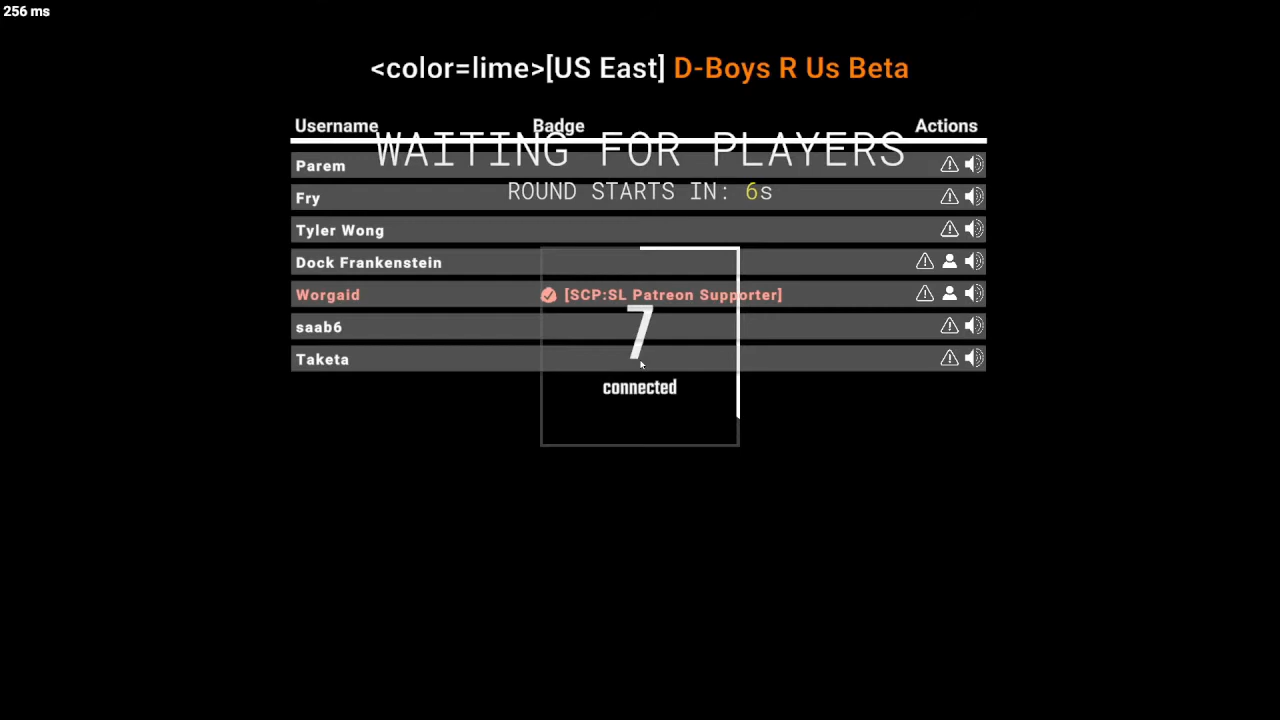 256 ms
<color=lime>[US East] D-Boys R Us Beta
Username Badge Actions
WAITING FOR PLAYERS
Parem
ROUND STARTS IN: 6s
Fry
Tyler Wong
Dock Frankenstein
Worgaid [SCP:SL Patreon Supporter]
7
saab6
Taketa
connected